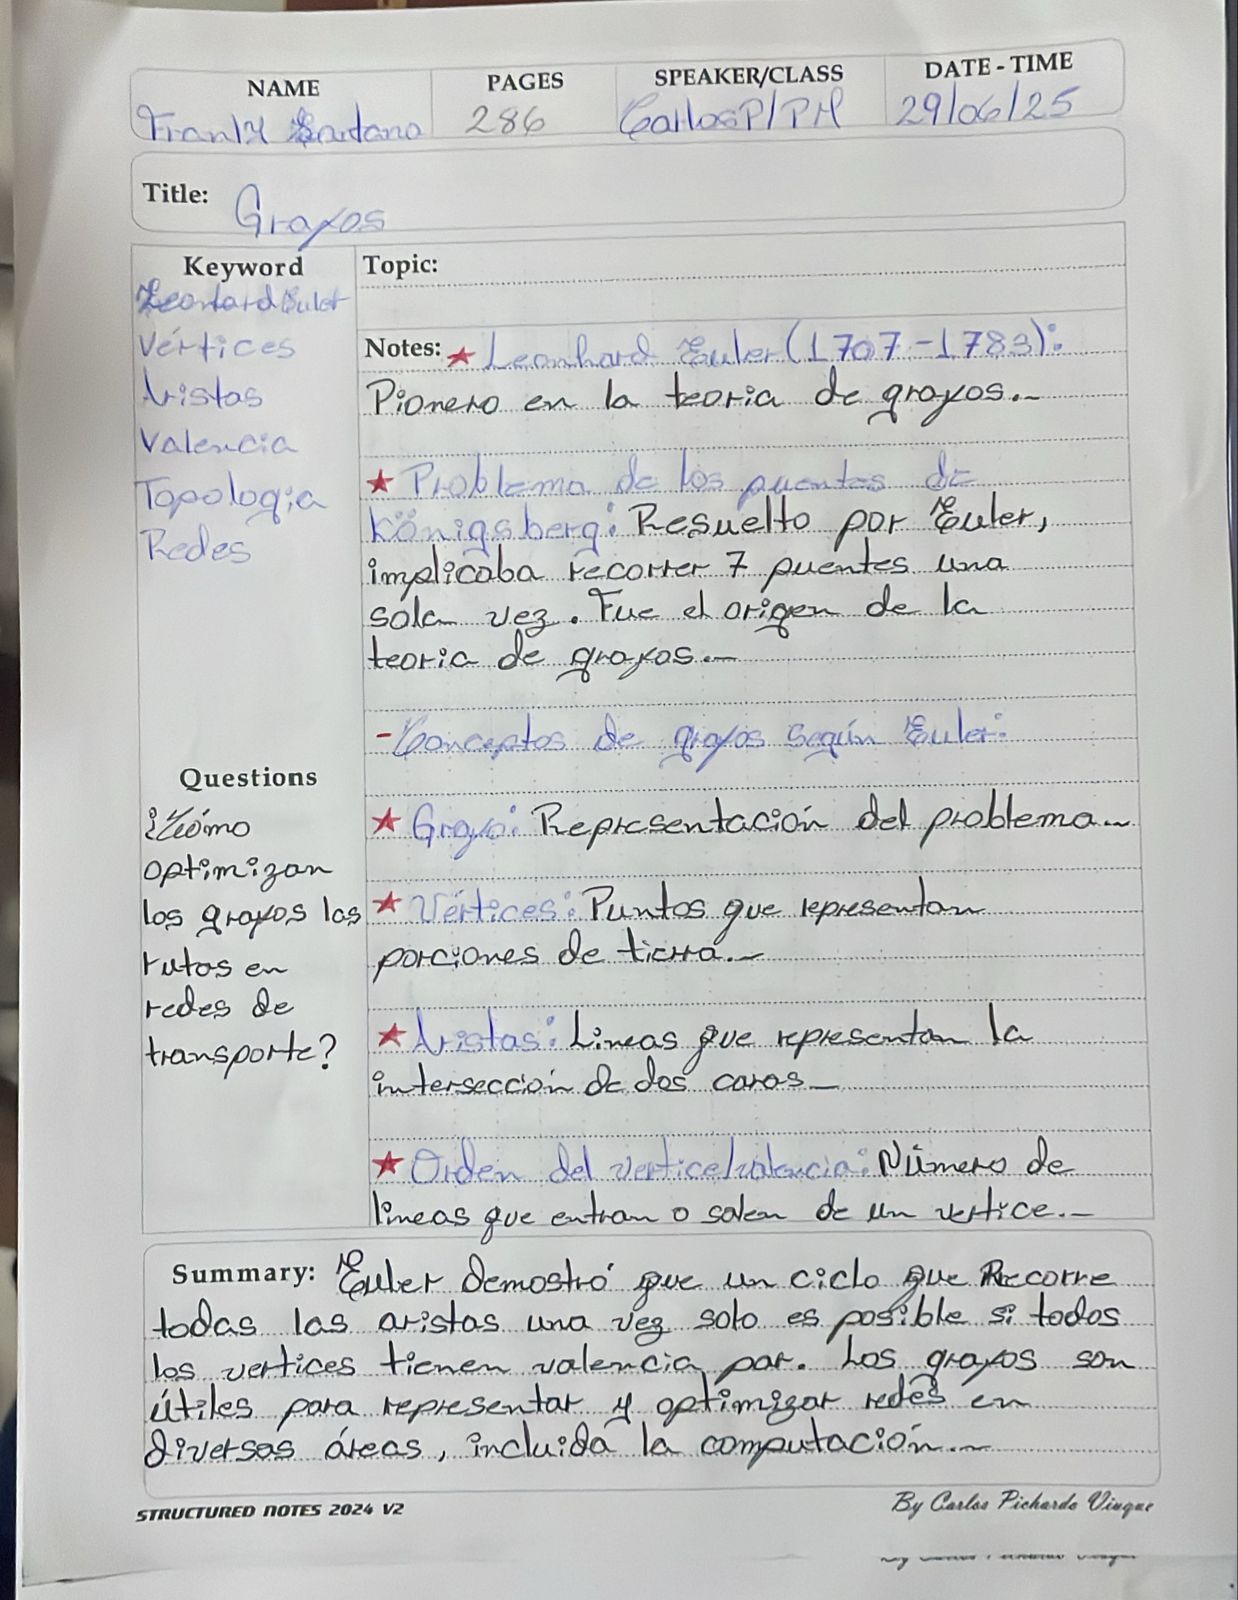 NAME PAGES SPEAKER/CLASS DATE - TIME
Frankl Santana 286 CarlosP/PM 29/06/25
Title: Grafos
Keyword
Leonhard Euler
Vértices
Aristas
Valencia
Topologia
Redes
Questions
¿Cómo
optimizan
los grafos las
rutas en
redes de
transporte?
Topic:
Notes: ★ Leonhard Euler (1707-1783):
Pionero en la teoria de grafos.-
★ Problema de los puentes de
Königsberg: Resuelto por Euler,
implicaba recorrer 7 puentes una
sola vez. Fue el origen de la
teoria de grafos.-
- Conceptos de grafos según Euler:
★ Grafo: Representación del problema.-
★ Vértices: Puntos que representan
porciones de tierra.-
★ Aristas: Lineas que representan la
intersección de dos caras-
★ Orden del vertice/valencia: Número de
lineas que entran o salen de un vertice.-
Summary: Euler demostró que un ciclo que Recorre
todas las aristas una vez solo es posible si todos
los vertices tienen valencia par. Los grafos son
útiles para representar y optimizar redes en
diversas áreas, incluida la computación.-
STRUCTURED NOTES 2024 V2
By Carlos Pichardo Viuque